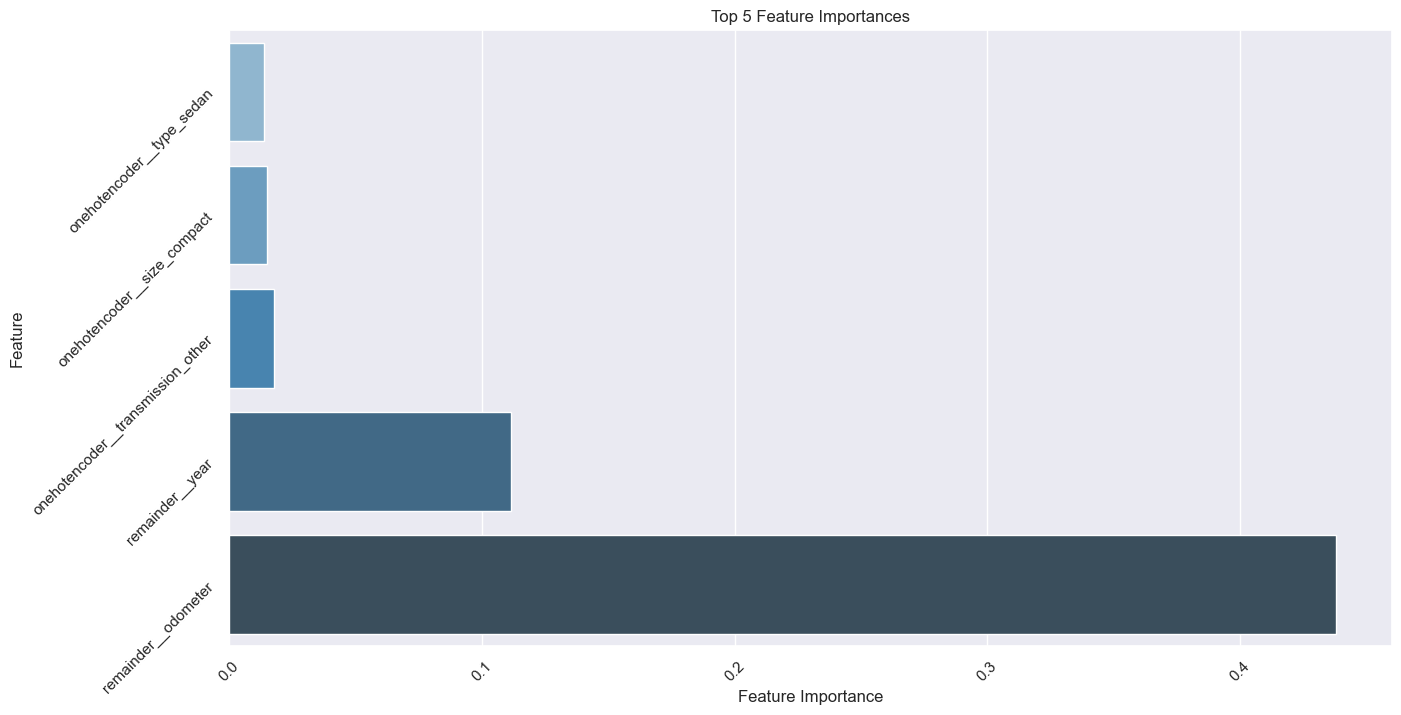 Top 5 Feature Importances
Feature
onehotencoder__type_sedan
onehotencoder__size_compact
onehotencoder__transmission_other
remainder__year
remainder__odometer
0.0
0.1
0.2
0.3
0.4
Feature Importance